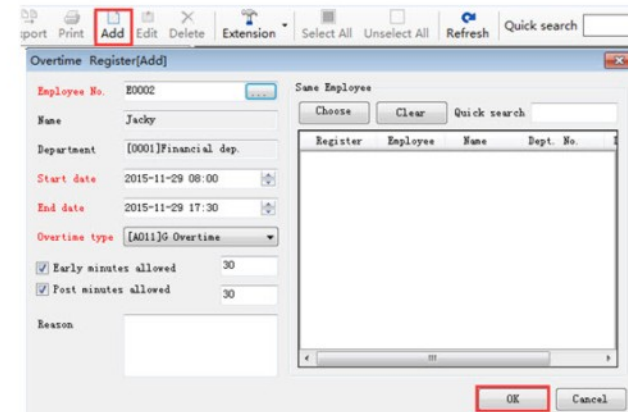 port Print Add Edit Delete Extension Select All Unselect All Refresh Quick search
Overtime Register[Add]
Employee No. E0002 ...
Name Jacky
Department [0001]Financial dep.
Start date 2015-11-29 08:00
End date 2015-11-29 17:30
Overtime type [A011]G Overtime
Early minutes allowed 30
Post minutes allowed 30
Reason
Same Employee
Choose Clear Quick search
Register Employee Name Dept. No.
OK Cancel